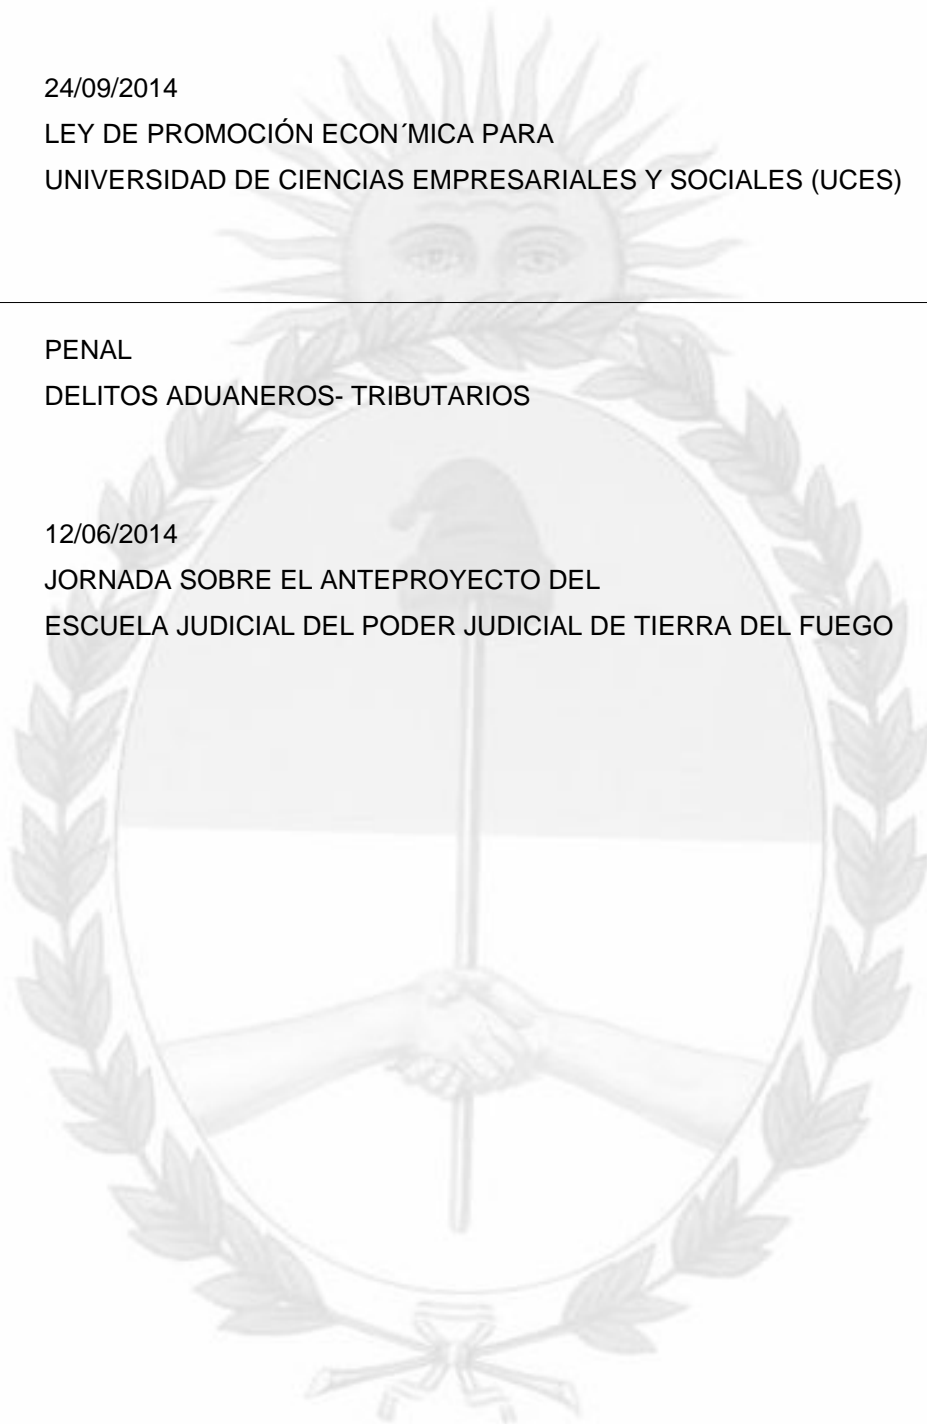 24/09/2014
LEY DE PROMOCIÓN ECON´MICA PARA
UNIVERSIDAD DE CIENCIAS EMPRESARIALES Y SOCIALES (UCES)
PENAL
DELITOS ADUANEROS- TRIBUTARIOS
12/06/2014
JORNADA SOBRE EL ANTEPROYECTO DEL
ESCUELA JUDICIAL DEL PODER JUDICIAL DE TIERRA DEL FUEGO